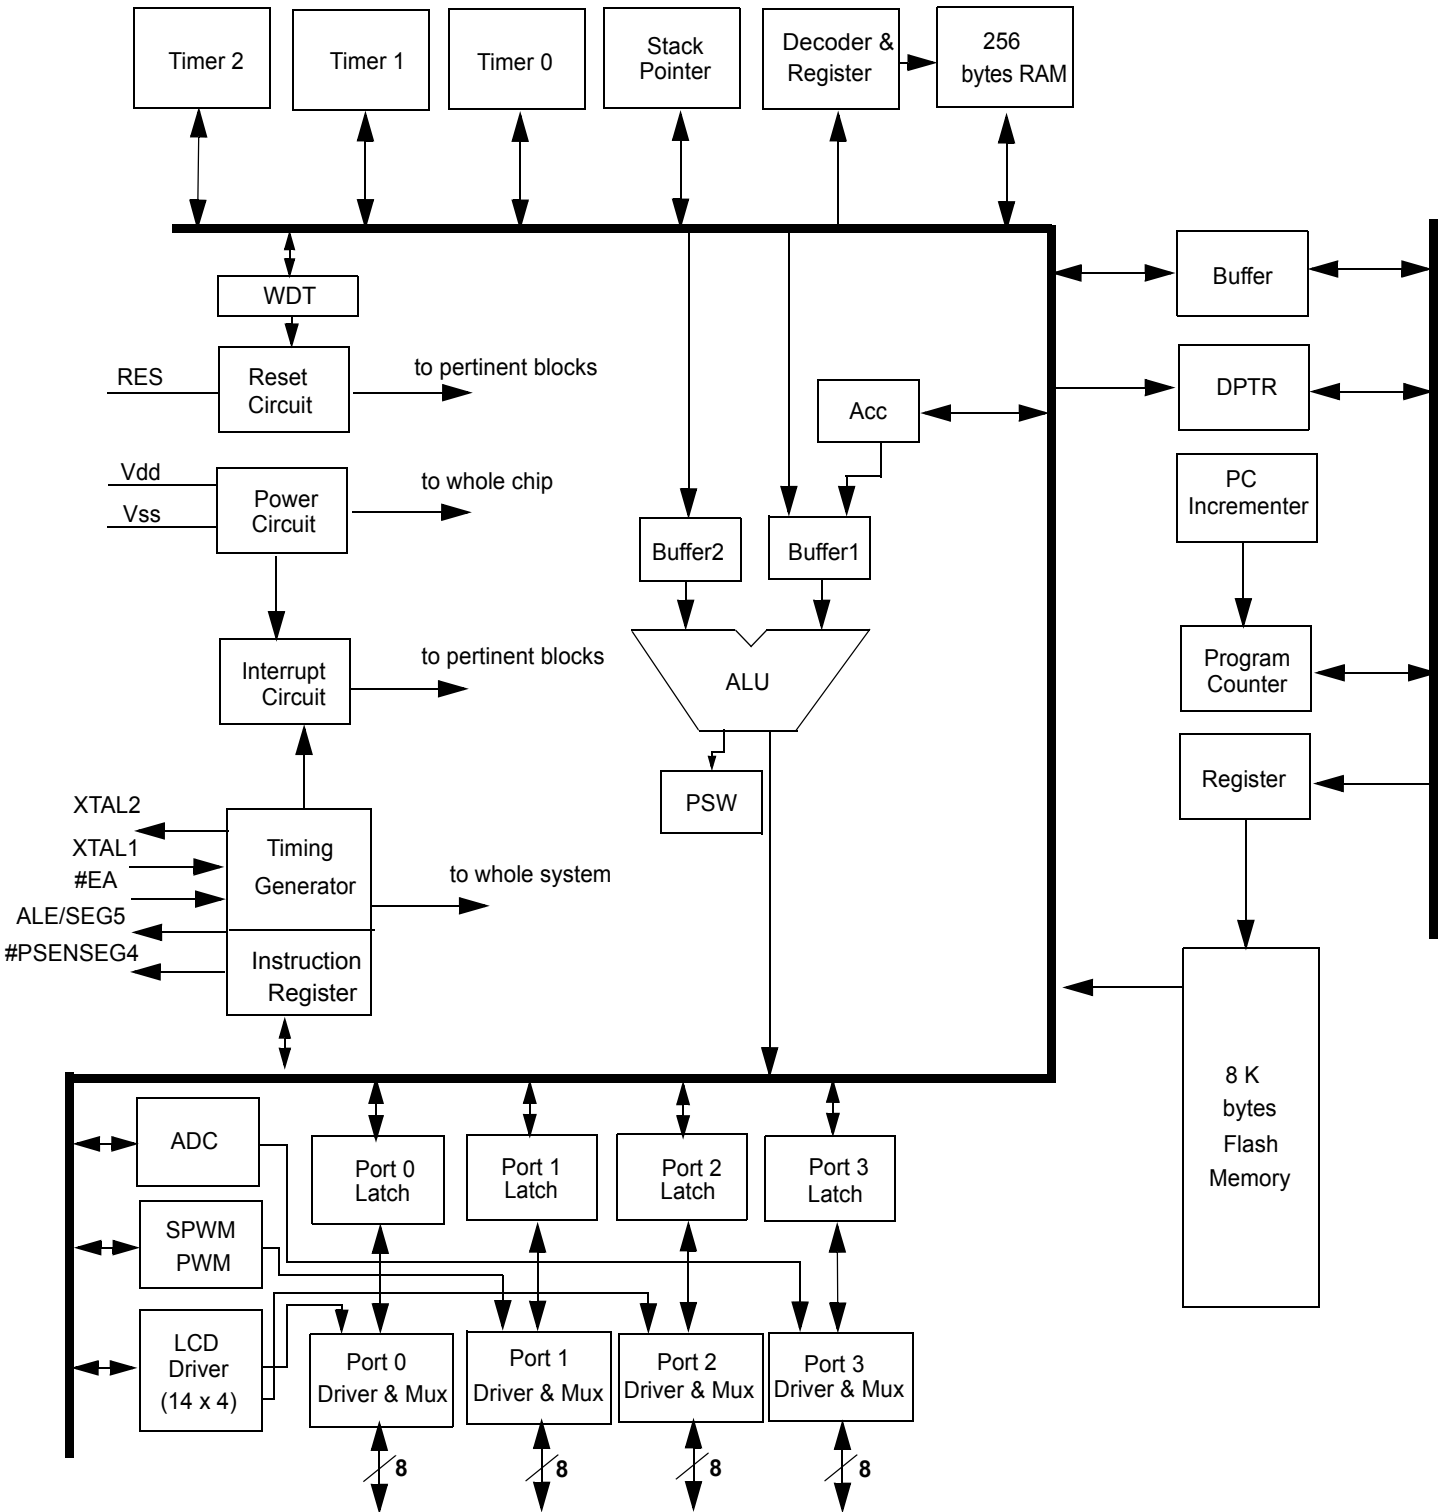 Timer 2
Timer 1
Timer 0
Stack
Pointer
Decoder &
Register
256
bytes RAM
WDT
Buffer
RES
Reset
Circuit
to pertinent blocks
DPTR
Acc
Vdd
Vss
Power
Circuit
to whole chip
PC
Incrementer
Buffer2
Buffer1
Interrupt
Circuit
to pertinent blocks
ALU
Program
Counter
PSW
Register
XTAL2
XTAL1
#EA
ALE/SEG5
#PSENSEG4
Timing
Generator
to whole system
Instruction
Register
8 K
bytes
Flash
Memory
ADC
Port 0
Latch
Port 1
Latch
Port 2
Latch
Port 3
Latch
SPWM
PWM
LCD
Driver
(14 x 4)
Port 0
Driver & Mux
Port 1
Driver & Mux
Port 2
Driver & Mux
Port 3
Driver & Mux
8
8
8
8